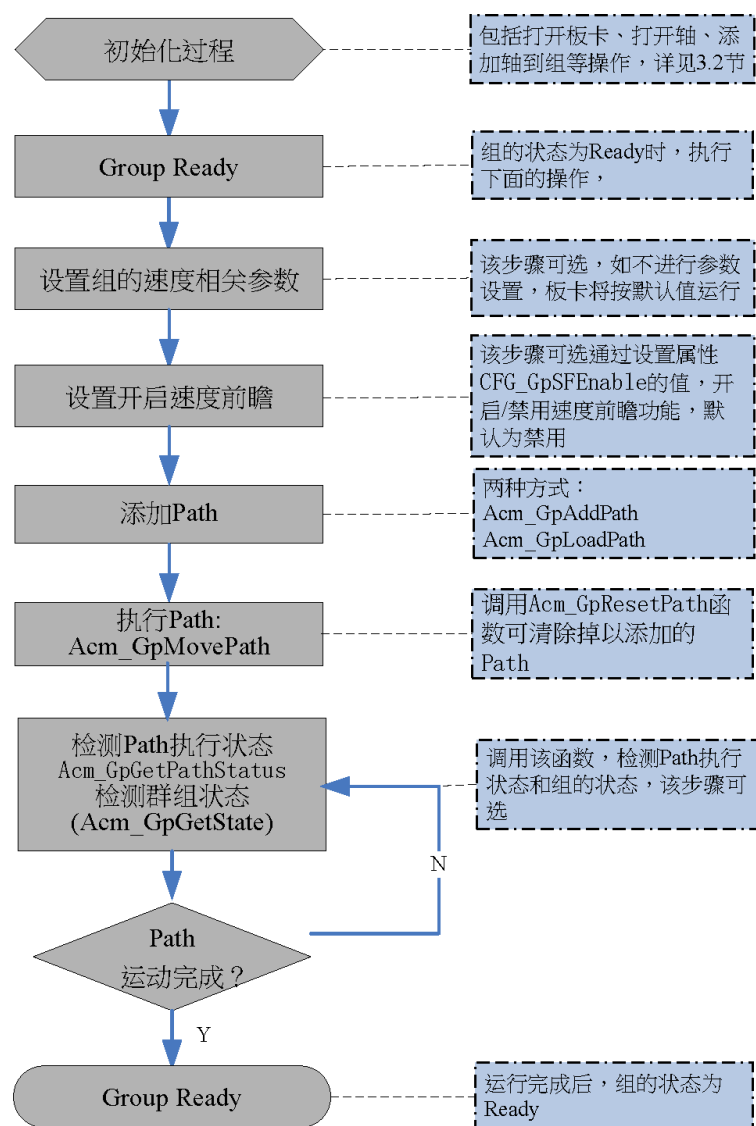 初始化过程
包括打开板卡、打开轴、添
加轴到组等操作，详见3.2节
Group Ready
组的状态为Ready时，执行
下面的操作，
设置组的速度相关参数
该步骤可选，如不进行参数
设置，板卡将按默认值运行
设置开启速度前瞻
该步骤可选通过设置属性
CFG_GpSFEnable的值，开
启/禁用速度前瞻功能，默
认为禁用
添加Path
两种方式：
Acm_GpAddPath
Acm_GpLoadPath
执行Path:
Acm_GpMovePath
调用Acm_GpResetPath函
数可清除掉以添加的
Path
检测Path执行状态
Acm_GpGetPathStatus
检测群组状态
(Acm_GpGetState)
调用该函数，检测Path执行
状态和组的状态，该步骤可
选
N
Path
运动完成？
Y
Group Ready
运行完成后，组的状态为
Ready